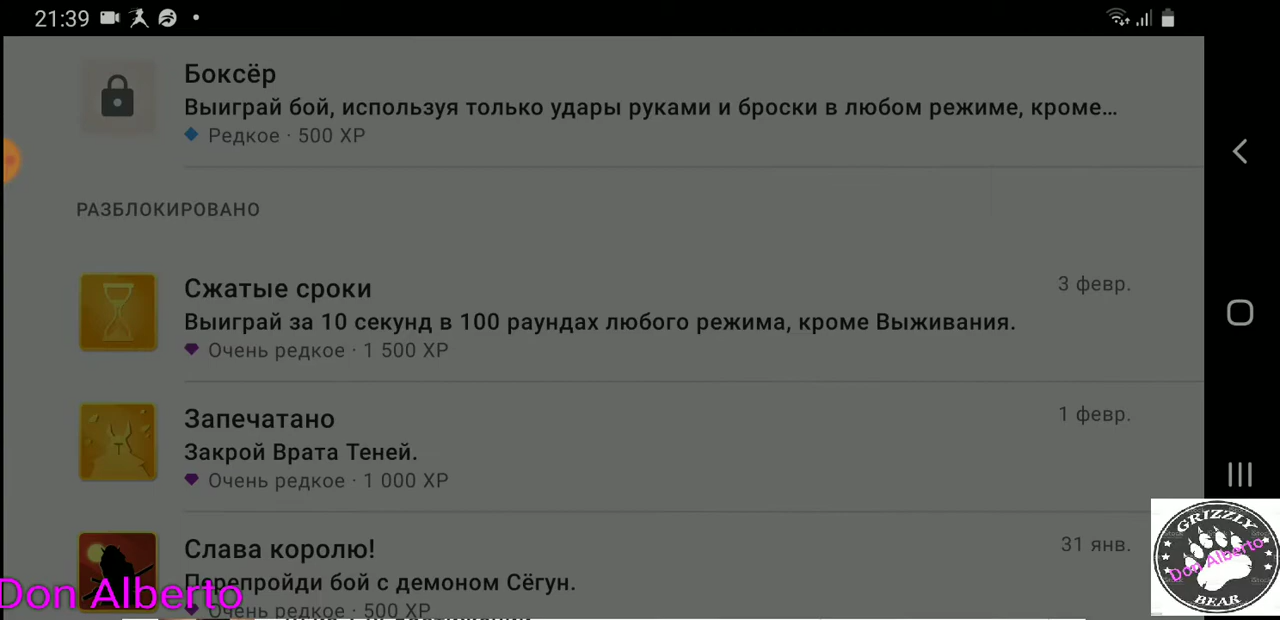 21:39
Боксёр
Выиграй бой, используя только удары руками и броски в любом режиме, кроме...
Редкое · 500 XP
РАЗБЛОКИРОВАНО
Сжатые сроки
3 февр.
Выиграй за 10 секунд в 100 раундах любого режима, кроме Выживания.
Очень редкое · 1 500 XP
Запечатано
1 февр.
Закрой Врата Теней.
Очень редкое · 1 000 XP
Слава королю!
31 янв.
Перепройди бой с демоном Сёгун.
Очень редкое · 500 XP
Don Alberto
GRIZZLY
Don Alberto
BEAR